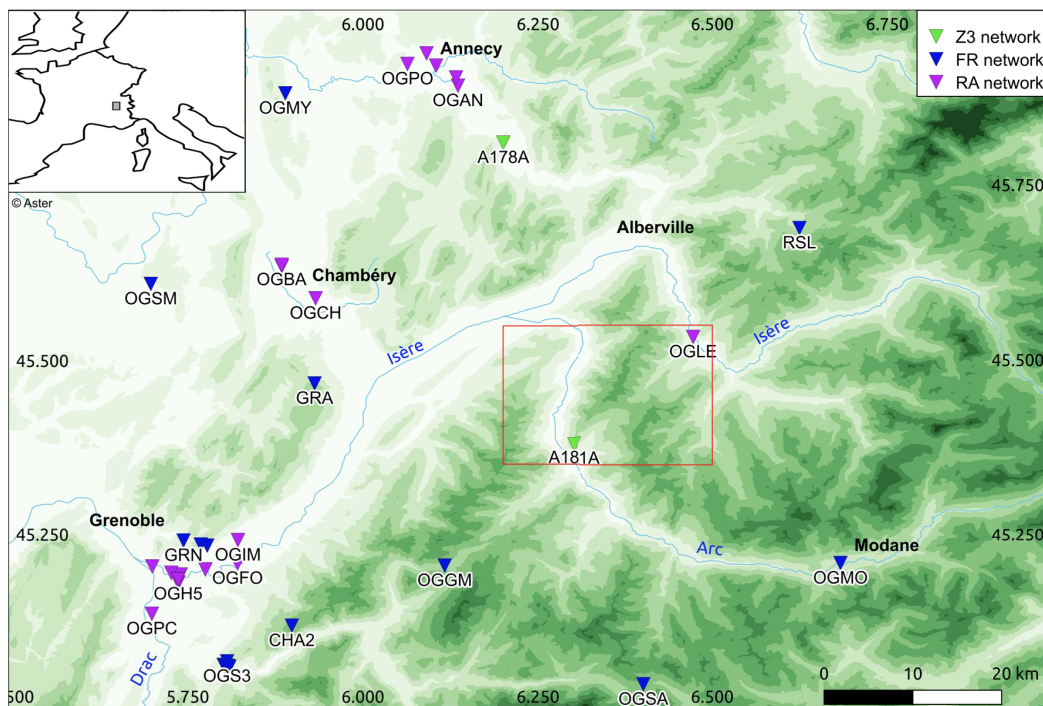 6.000
6.250
6.500
6.750
Z3 network
FR network
RA network
Annecy
OGPO
OGAN
OGMY
A178A
45.750
© Aster
Alberville
RSL
OGBA
Chambéry
OGSM
OGCH
Isère
Isère
OGLE
45.500
45.500
GRA
A181A
Grenoble
45.250
45.250
GRN
OGIM
Arc
Modane
OGFO
OGGM
OGMO
OGH5
OGPC
CHA2
Drac
OGS3
0
10
20 km
500
5.750
6.000
6.250
6.500
OGSA